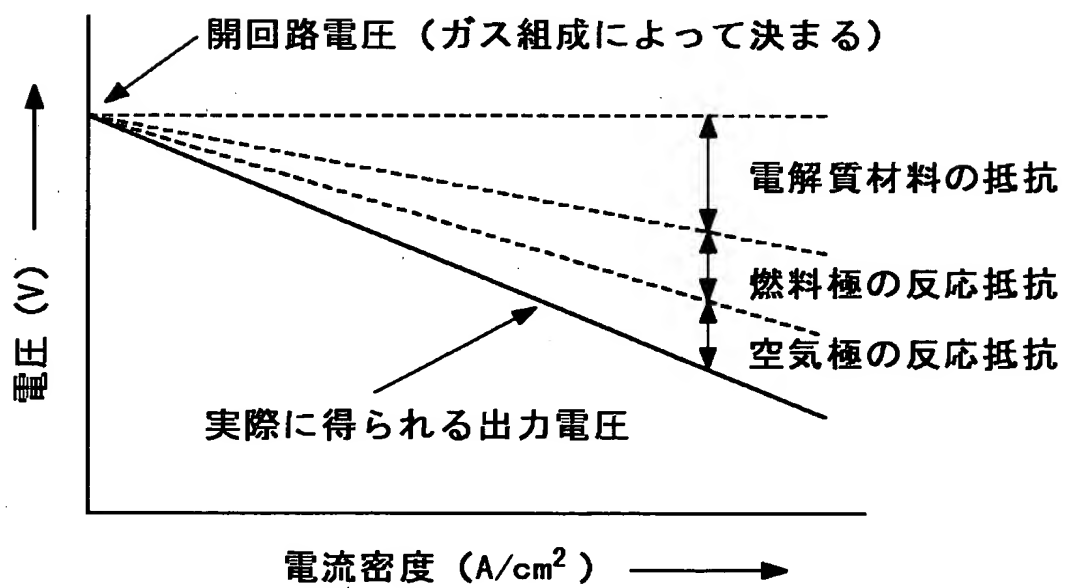 開回路電圧（ガス組成によって決まる）
電解質材料の抵抗
燃料極の反応抵抗
空気極の反応抵抗
実際に得られる出力電圧
電圧（V）
電流密度（A/cm²）